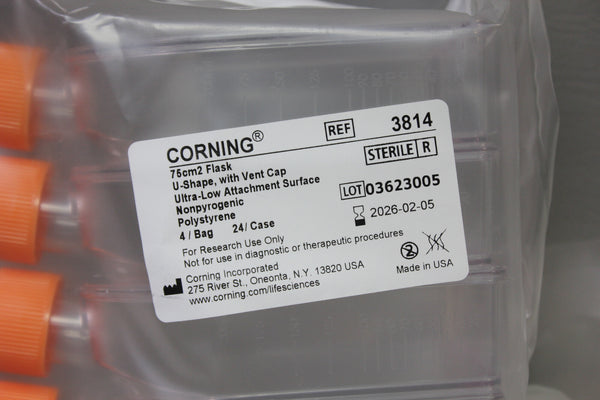 CORNING® REF 3814
75cm2 Flask STERILE R
U-Shape, with Vent Cap
Ultra-Low Attachment Surface LOT 03623005
Nonpyrogenic
Polystyrene 2026-02-05
4 / Bag 24/ Case
For Research Use Only
Not for use in diagnostic or therapeutic procedures
Corning Incorporated 2
275 River St., Oneonta, N.Y. 13820 USA Made in USA
www.corning.com/lifesciences